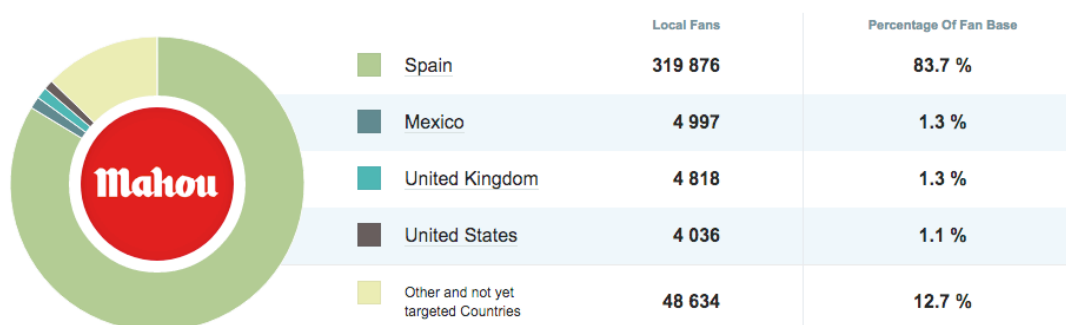 Local Fans Percentage Of Fan Base
Spain 319 876 83.7 %
Mexico 4 997 1.3 %
mahou
United Kingdom 4 818 1.3 %
United States 4 036 1.1 %
Other and not yet
targeted Countries 48 634 12.7 %